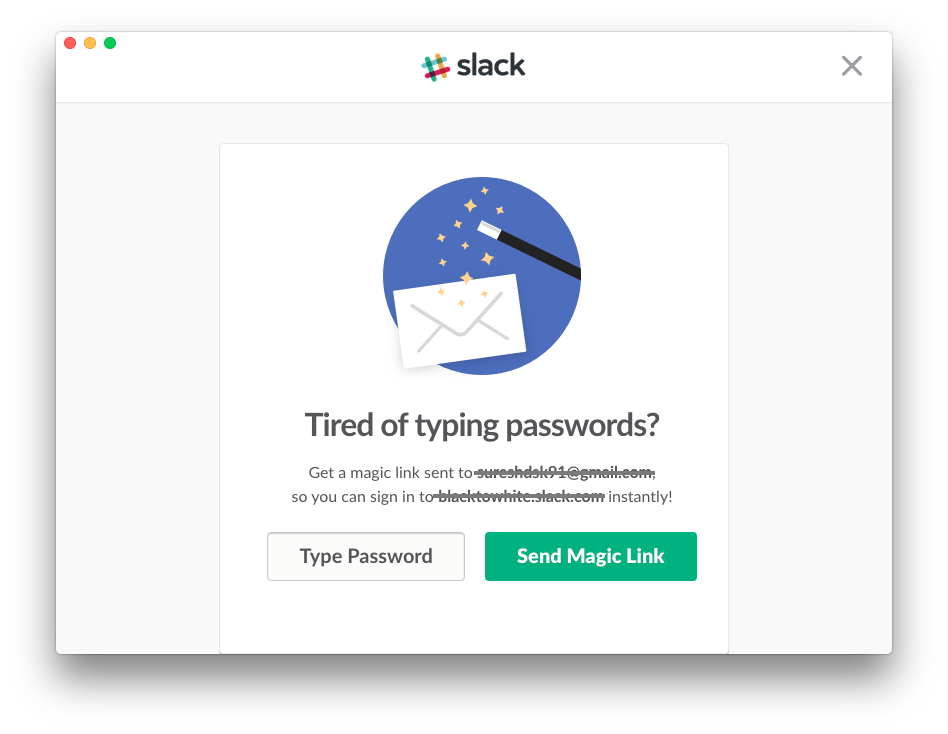 slack
Tired of typing passwords?
Get a magic link sent to sureshdsk91@gmail.com,
so you can sign in to blacktowhite.slack.com instantly!
Type Password
Send Magic Link